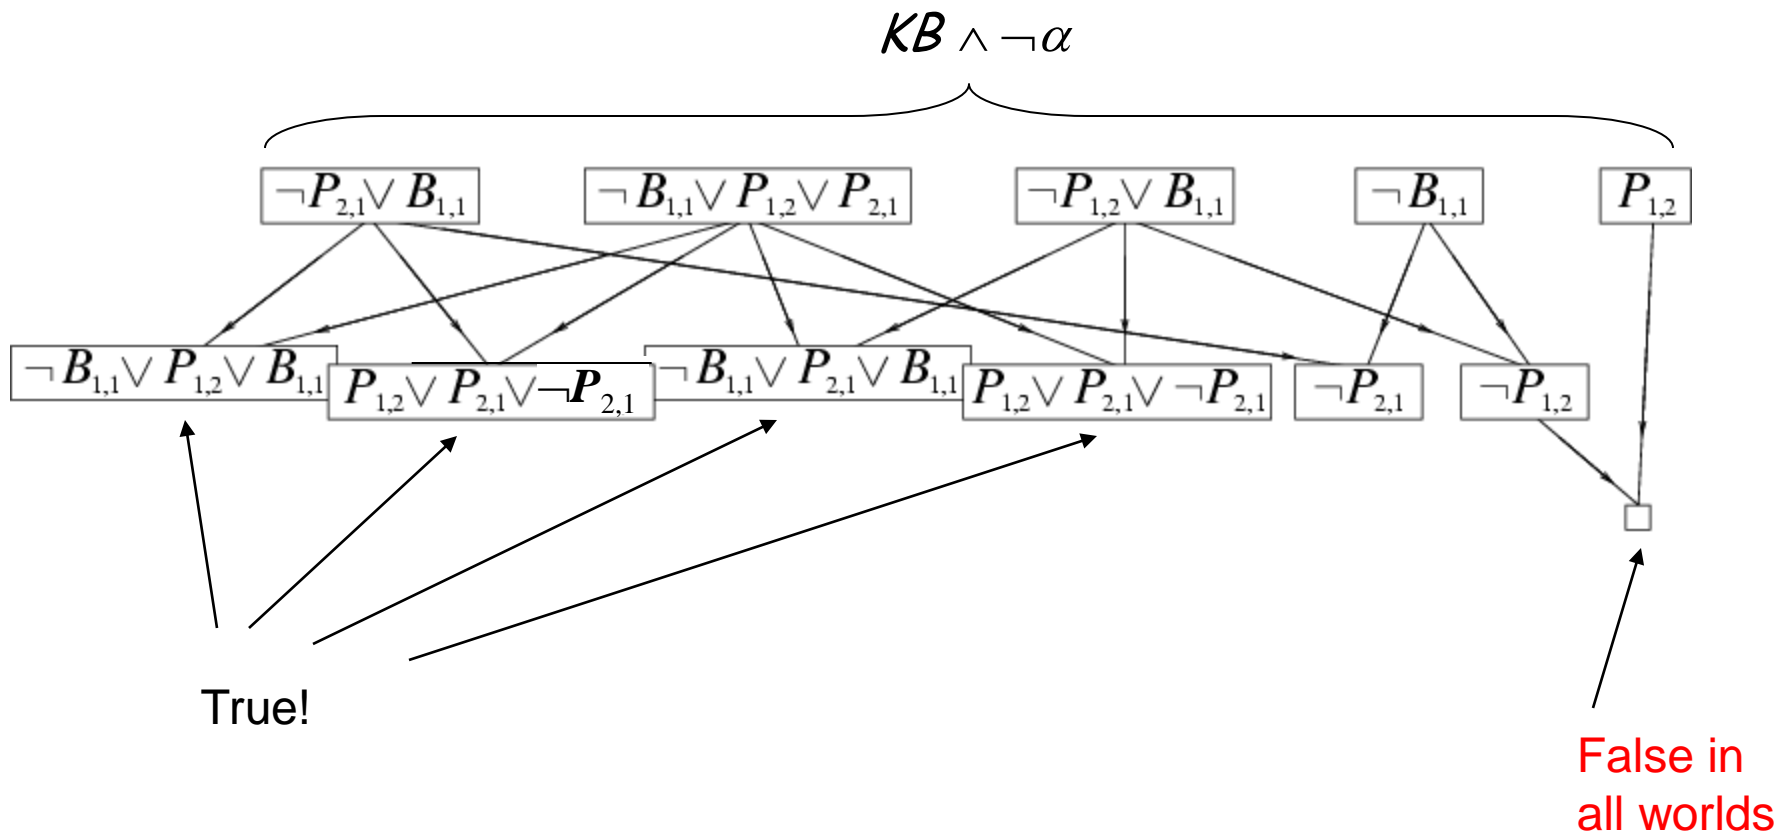 KB ∧ ¬α
¬P2,1 ∨ B1,1
¬B1,1 ∨ P1,2 ∨ P2,1
¬P1,2 ∨ B1,1
¬B1,1
P1,2
¬B1,1 ∨ P1,2 ∨ B1,1
P1,2 ∨ P2,1 ∨ ¬P2,1
¬B1,1 ∨ P2,1 ∨ B1,1
P1,2 ∨ P2,1 ∨ ¬P2,1
¬P2,1
¬P1,2
True!
False in
all worlds